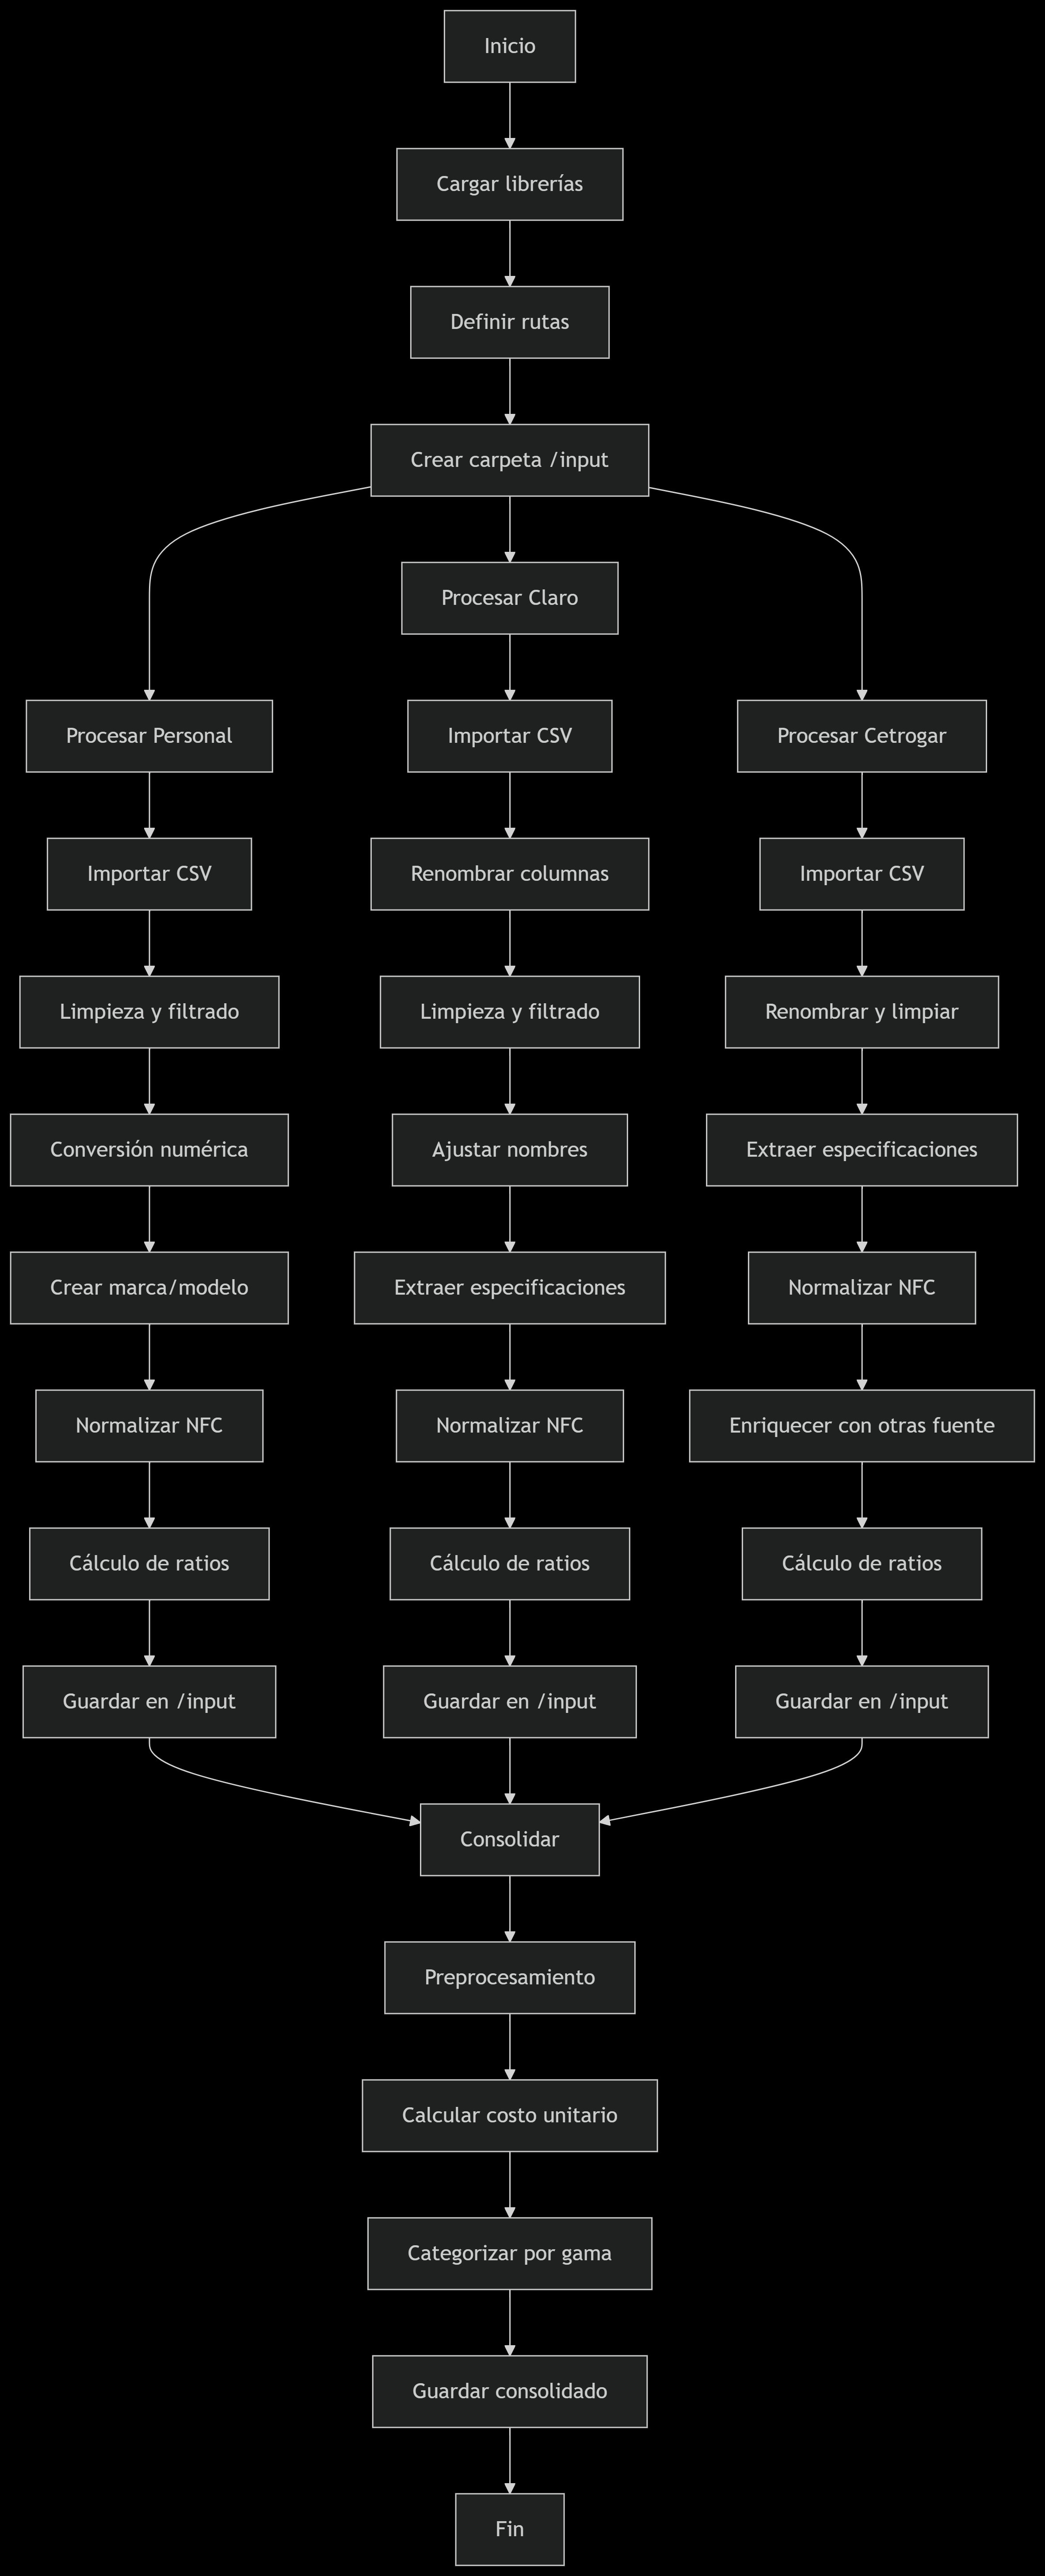 Inicio
Cargar librerías
Definir rutas
Crear carpeta /input
Procesar Claro
Procesar Personal
Importar CSV
Procesar Cetrogar
Importar CSV
Renombrar columnas
Importar CSV
Limpieza y filtrado
Limpieza y filtrado
Renombrar y limpiar
Conversión numérica
Ajustar nombres
Extraer especificaciones
Crear marca/modelo
Extraer especificaciones
Normalizar NFC
Normalizar NFC
Normalizar NFC
Enriquecer con otras fuente
Cálculo de ratios
Cálculo de ratios
Cálculo de ratios
Guardar en /input
Guardar en /input
Guardar en /input
Consolidar
Preprocesamiento
Calcular costo unitario
Categorizar por gama
Guardar consolidado
Fin